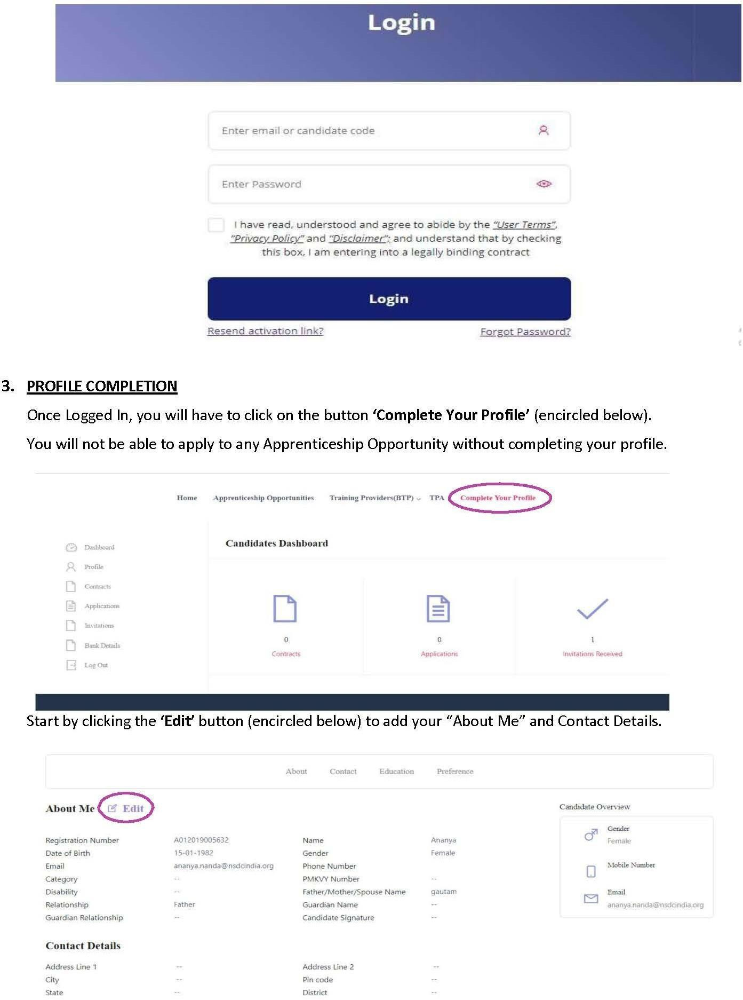 Login
Enter email or candidate code
Enter Password
I have read, understood and agree to abide by the "User Terms",
"Privacy Policy" and "Disclaimer"; and understand that by checking
this box, I am entering into a legally binding contract
Login
Resend activation link? Forgot Password?
3. PROFILE COMPLETION
Once Logged In, you will have to click on the button ‘Complete Your Profile’ (encircled below).
You will not be able to apply to any Apprenticeship Opportunity without completing your profile.
Home Apprenticeship Opportunities Training Providers(BTP) TPA Complete Your Profile
Candidates Dashboard
Dashboard
Profile
Contracts
Applications
Invitations
Bank Details
Log Out
0
Contracts
0
Applications
1
Invitations Received
Start by clicking the ‘Edit’ button (encircled below) to add your “About Me” and Contact Details.
About Contact Education Preference
About Me Edit
Registration Number A012019005632 Name Ananya
Date of Birth 15-01-1982 Gender Female
Email ananya.nanda@nsdcindia.org Phone Number
Category -- PMKVY Number --
Disability -- Father/Mother/Spouse Name gautam
Relationship Father Guardian Name --
Guardian Relationship -- Candidate Signature --
Candidate Overview
Gender
Female
Mobile Number
Email
ananya.nanda@nsdcindia.org
Contact Details
Address Line 1 -- Address Line 2 --
City -- Pin code --
State -- District --